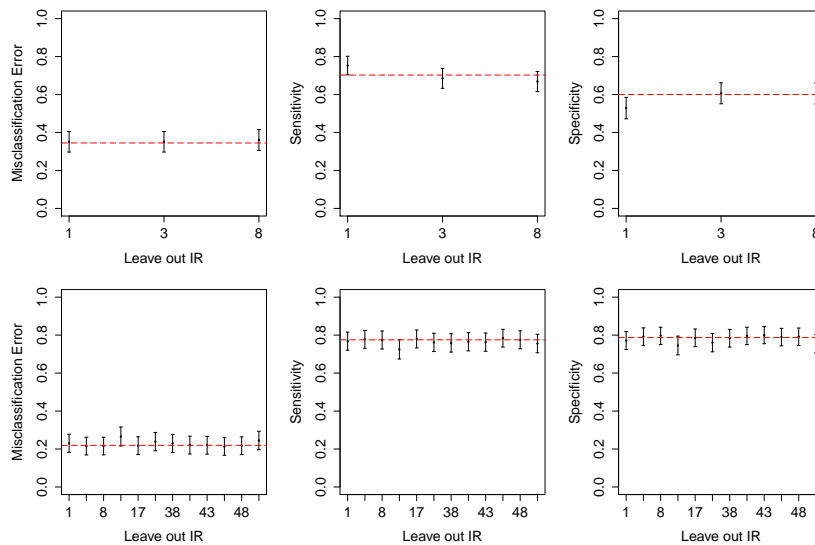 Misclassification Error
0.0 0.2 0.4 0.6 0.8 1.0
1 3 8
Leave out IR
Sensitivity
0.0 0.2 0.4 0.6 0.8 1.0
1 3 8
Leave out IR
Specificity
0.0 0.2 0.4 0.6 0.8 1.0
1 3 8
Leave out IR
Misclassification Error
0.0 0.2 0.4 0.6 0.8 1.0
1 8 17 38 43 48
Leave out IR
Sensitivity
0.0 0.2 0.4 0.6 0.8 1.0
1 8 17 38 43 48
Leave out IR
Specificity
0.0 0.2 0.4 0.6 0.8 1.0
1 8 17 38 43 48
Leave out IR